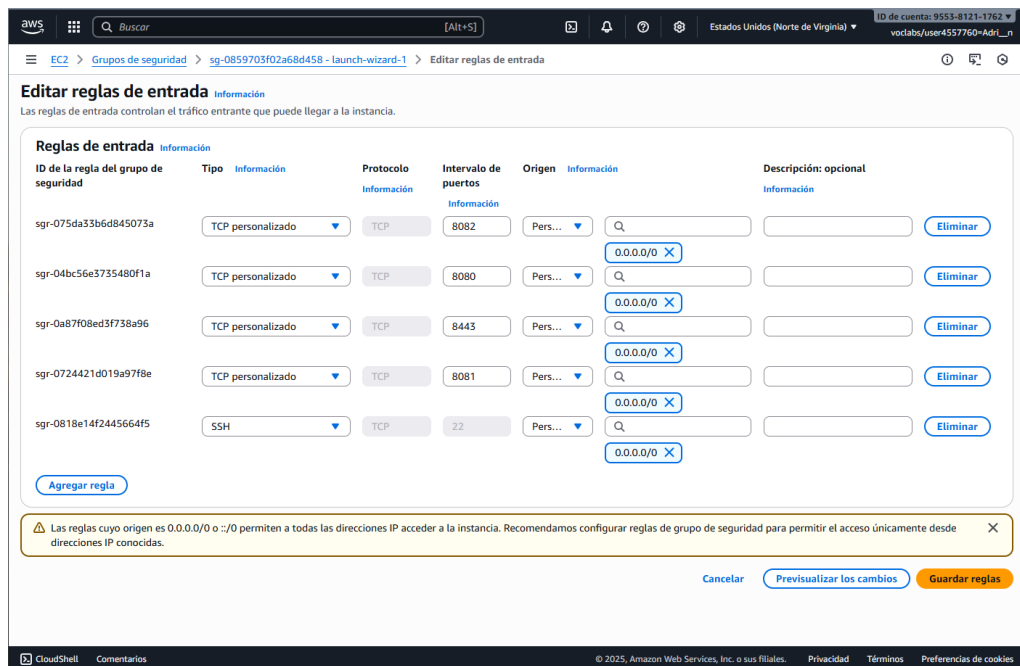 aws
Buscar
[Alt+S]
Estados Unidos (Norte de Virginia)
ID de cuenta: 9553-8121-1762
voclabs/user4557760=Adri__n
EC2 > Grupos de seguridad > sg-0859703f02a68d458 - launch-wizard-1 > Editar reglas de entrada
Editar reglas de entrada Información
Las reglas de entrada controlan el tráfico entrante que puede llegar a la instancia.
Reglas de entrada Información
ID de la regla del grupo de seguridad
Tipo Información
Protocolo Información
Intervalo de puertos Información
Origen Información
Descripción: opcional Información
sgr-075da33b6d845073a TCP personalizado TCP 8082 Pers... Eliminar
0.0.0.0/0
sgr-04bc56e3735480f1a TCP personalizado TCP 8080 Pers... Eliminar
0.0.0.0/0
sgr-0a87f08ed3f738a96 TCP personalizado TCP 8443 Pers... Eliminar
0.0.0.0/0
sgr-0724421d019a97f8e TCP personalizado TCP 8081 Pers... Eliminar
0.0.0.0/0
sgr-0818e14f2445664f5 SSH TCP 22 Pers... Eliminar
0.0.0.0/0
Agregar regla
Las reglas cuyo origen es 0.0.0.0/0 o ::/0 permiten a todas las direcciones IP acceder a la instancia. Recomendamos configurar reglas de grupo de seguridad para permitir el acceso únicamente desde
direcciones IP conocidas.
Cancelar Previsualizar los cambios Guardar reglas
CloudShell Comentarios © 2025, Amazon Web Services, Inc. o sus filiales. Privacidad Términos Preferencias de cookies